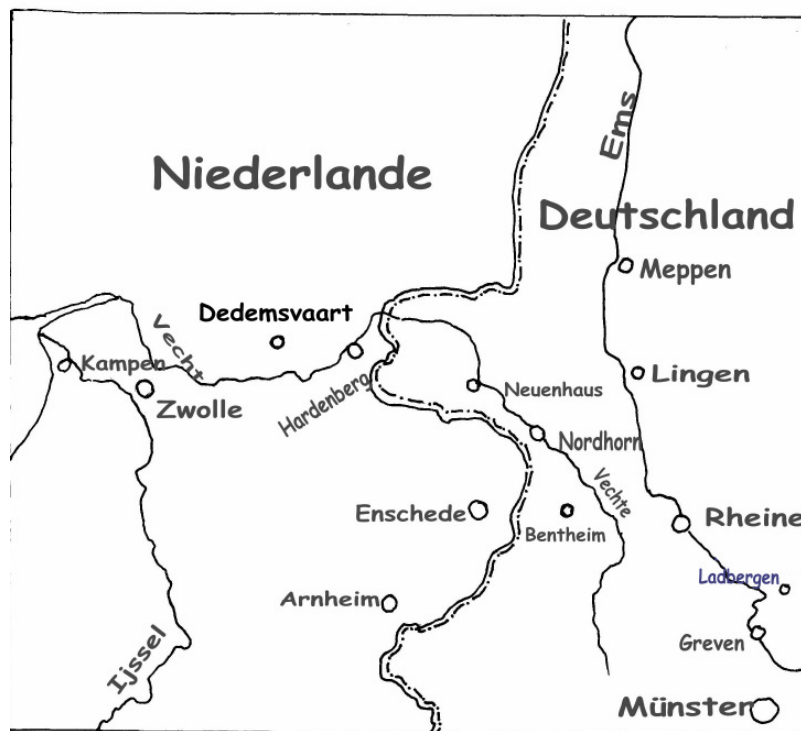 Ems
Niederlande
Deutschland
Meppen
Dedemsvaart
Vecht
Kampen
Zwolle
Hardenberg
Neuenhaus
Lingen
Nordhorn
Vechte
Enschede
Bentheim
Rheine
Ladbergen
Arnheim
Greven
Ijssel
Münster